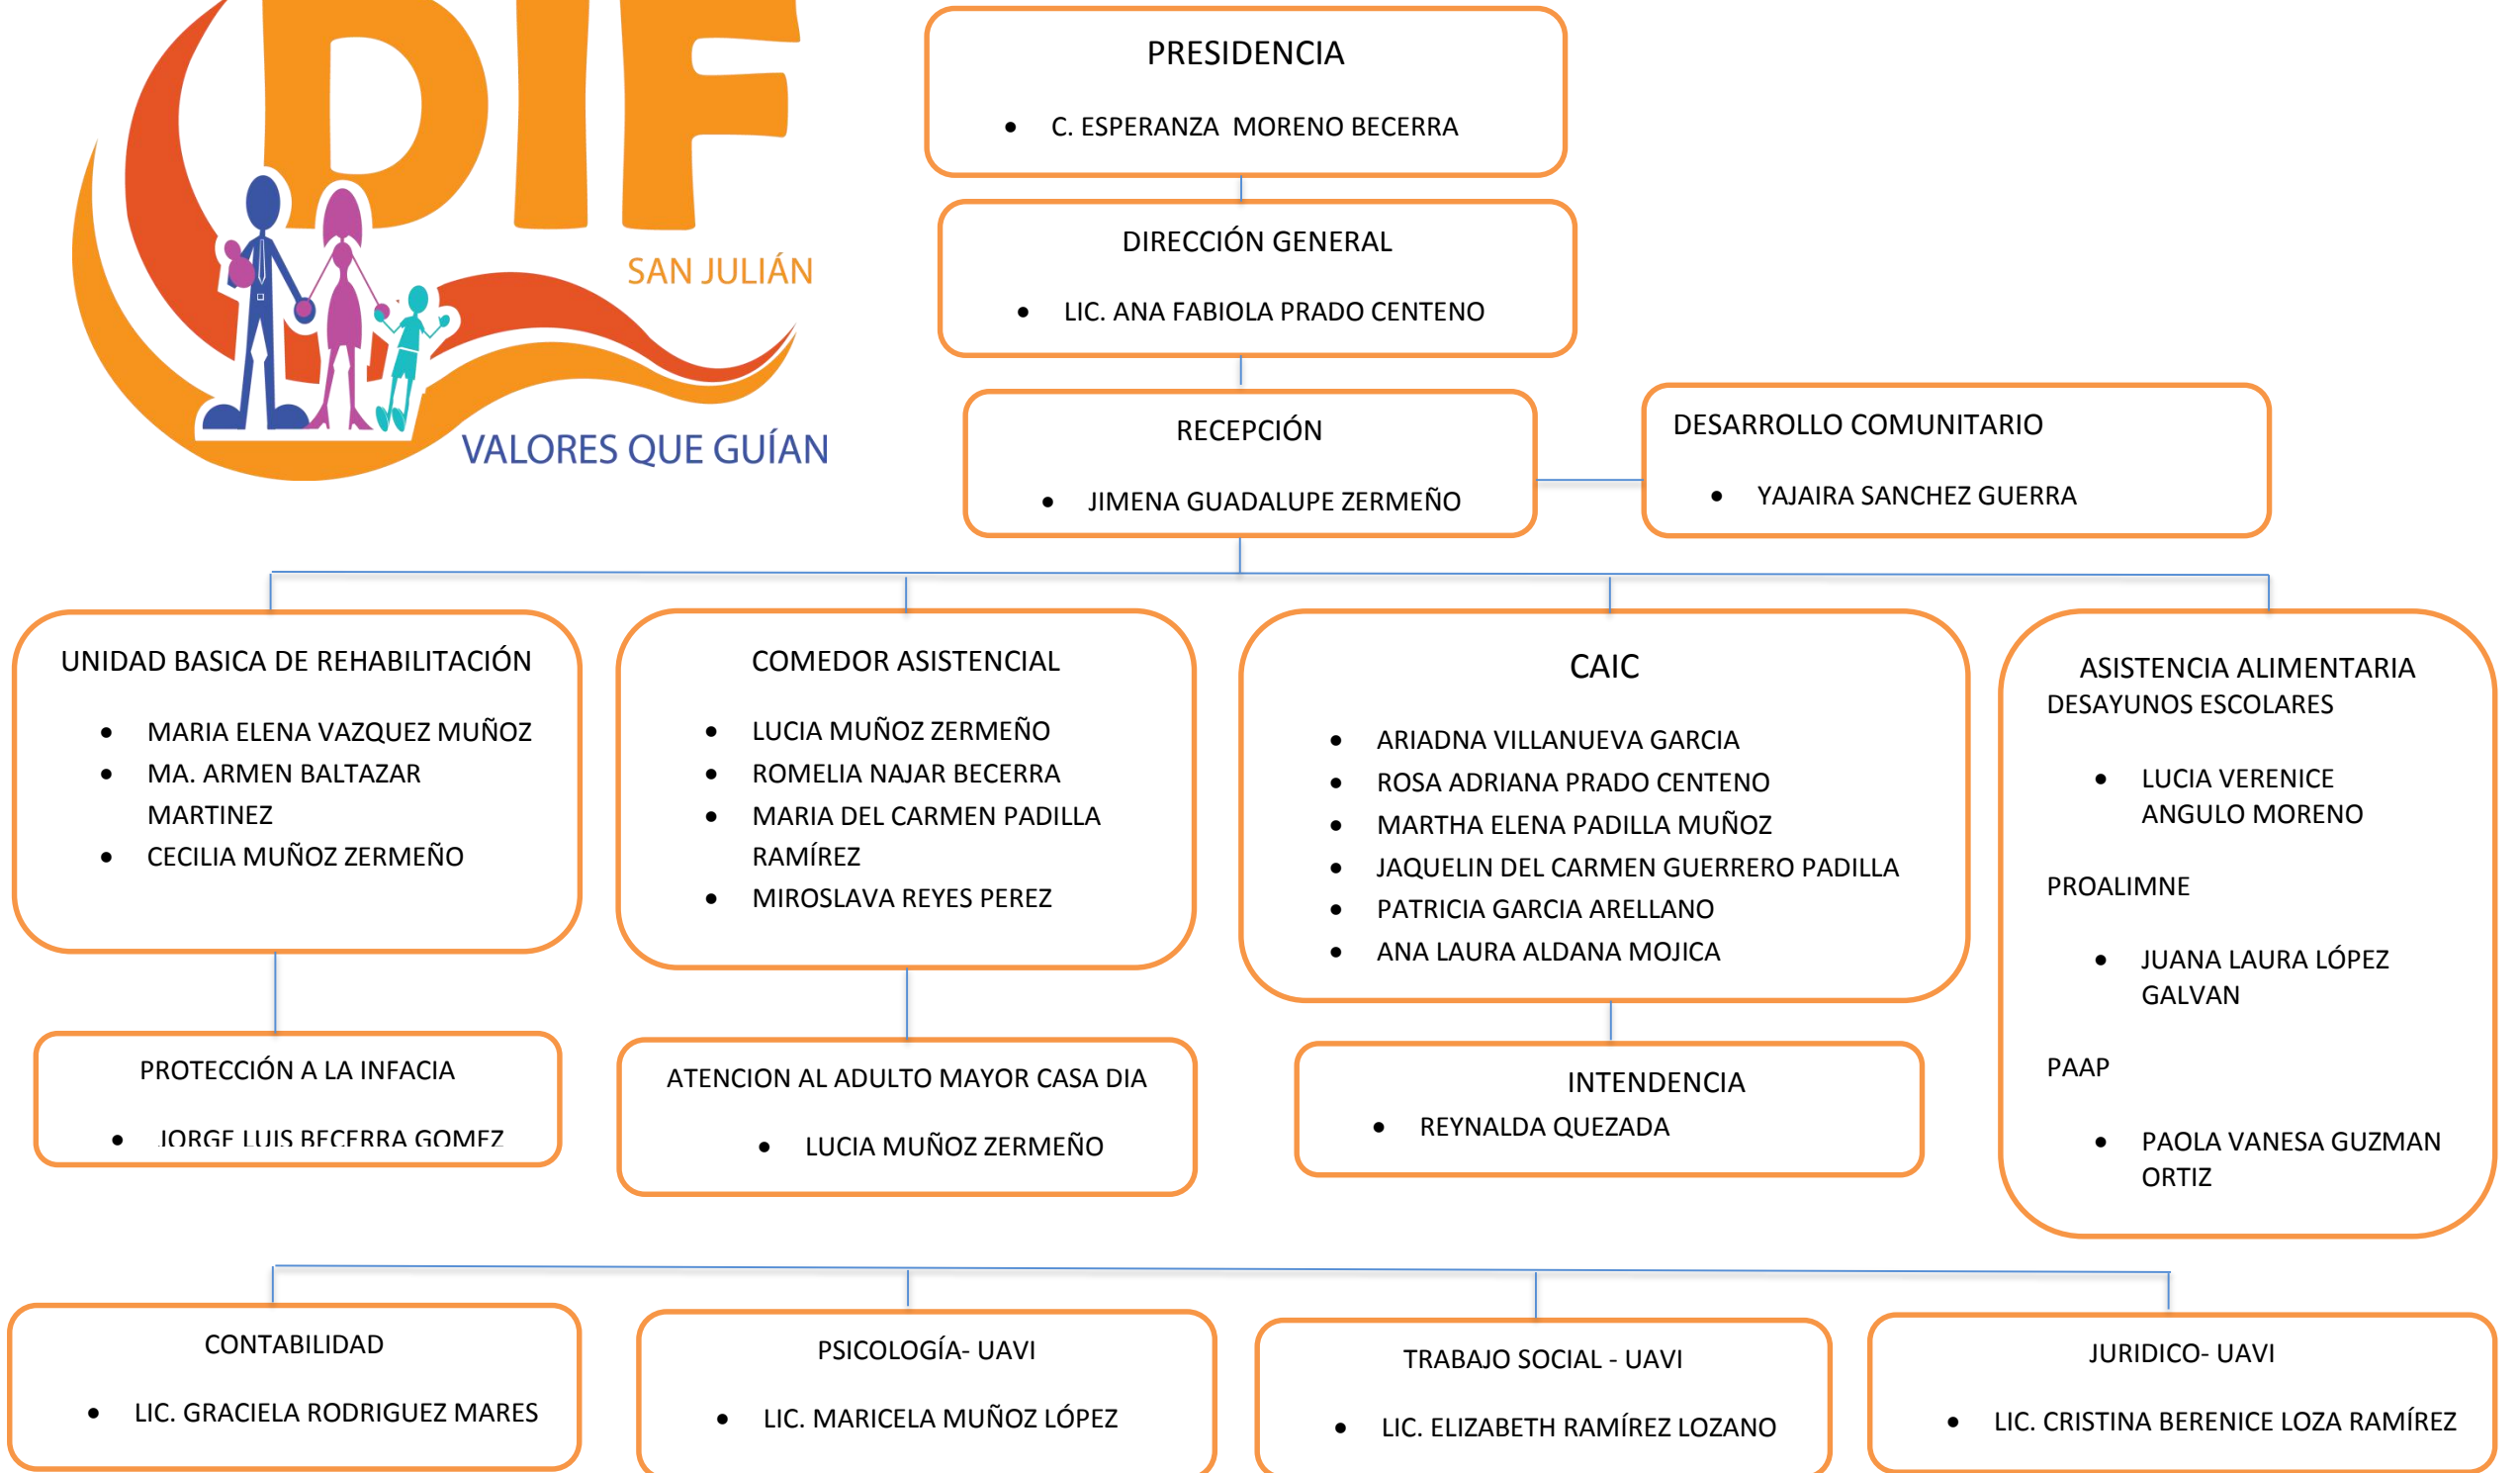 DIF
SAN JULIÁN
VALORES QUE GUÍAN
PRESIDENCIA
• C. ESPERANZA MORENO BECERRA
DIRECCIÓN GENERAL
• LIC. ANA FABIOLA PRADO CENTENO
RECEPCIÓN
• JIMENA GUADALUPE ZERMEÑO
DESARROLLO COMUNITARIO
• YAJAIRA SANCHEZ GUERRA
UNIDAD BASICA DE REHABILITACIÓN
• MARIA ELENA VAZQUEZ MUÑOZ
• MA. ARMEN BALTAZAR
MARTINEZ
• CECILIA MUÑOZ ZERMEÑO
COMEDOR ASISTENCIAL
• LUCIA MUÑOZ ZERMEÑO
• ROMELIA NAJAR BECERRA
• MARIA DEL CARMEN PADILLA
RAMÍREZ
• MIROSLAVA REYES PEREZ
CAIC
• ARIADNA VILLANUEVA GARCIA
• ROSA ADRIANA PRADO CENTENO
• MARTHA ELENA PADILLA MUÑOZ
• JAQUELIN DEL CARMEN GUERRERO PADILLA
• PATRICIA GARCIA ARELLANO
• ANA LAURA ALDANA MOJICA
ASISTENCIA ALIMENTARIA
DESAYUNOS ESCOLARES
• LUCIA VERENICE
ANGULO MORENO
PROALIMNE
• JUANA LAURA LÓPEZ
GALVAN
PAAP
• PAOLA VANESA GUZMAN
ORTIZ
PROTECCIÓN A LA INFACIA
• JORGE LUIS BECERRA GOMEZ
ATENCION AL ADULTO MAYOR CASA DIA
• LUCIA MUÑOZ ZERMEÑO
INTENDENCIA
• REYNALDA QUEZADA
CONTABILIDAD
• LIC. GRACIELA RODRIGUEZ MARES
PSICOLOGÍA- UAVI
• LIC. MARICELA MUÑOZ LÓPEZ
TRABAJO SOCIAL - UAVI
• LIC. ELIZABETH RAMÍREZ LOZANO
JURIDICO- UAVI
• LIC. CRISTINA BERENICE LOZA RAMÍREZ